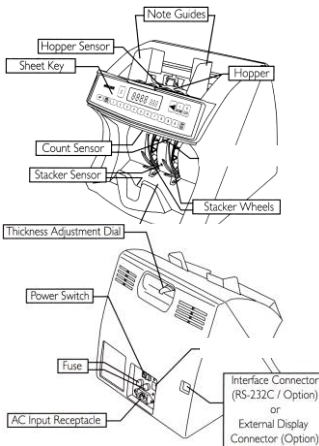 Note Guides
Hopper Sensor
Sheet Key
Hopper
Count Sensor
Stacker Sensor
Stacker Wheels
Thickness Adjustment Dial
Power Switch
Fuse
AC Input Receptacle
Interface Connector
(RS-232C / Option)
or
External Display
Connector (Option)